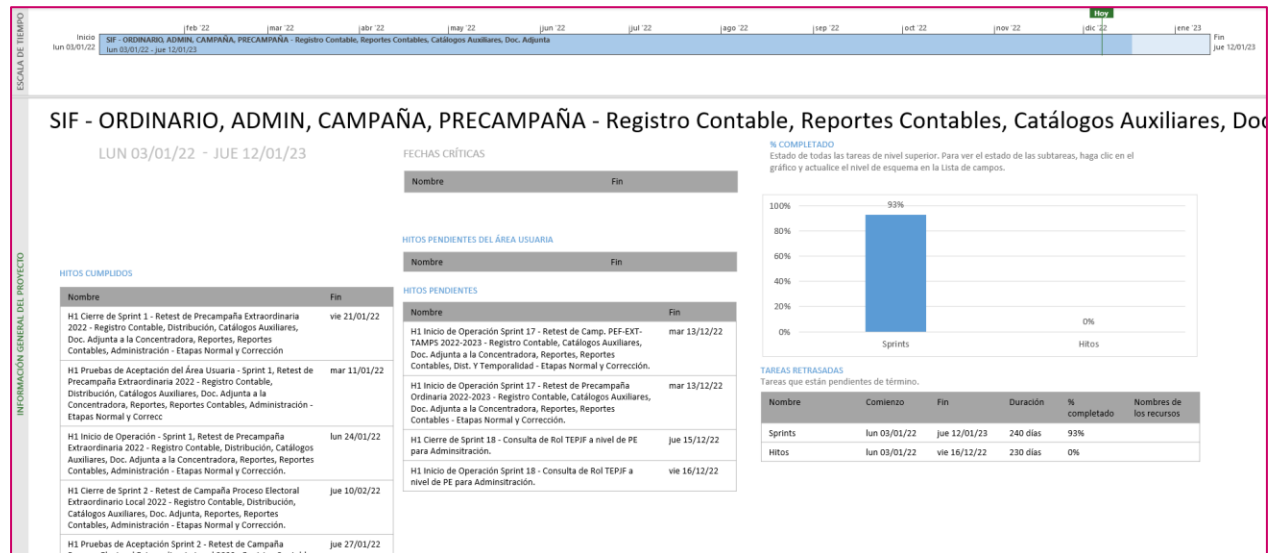 ESCALA DE TIEMPO
Hoy
feb '22 mar '22 abr '22 may '22 jun '22 jul '22 ago '22 sep '22 oct '22 nov '22 dic '22 ene '23
Inicio
lun 03/01/22
SIF - ORDINARIO, ADMIN, CAMPAÑA, PRECAMPAÑA - Registro Contable, Reportes Contables, Catálogos Auxiliares, Doc. Adjunta
lun 03/01/22 - jue 12/01/23
Fin
jue 12/01/23
INFORMACIÓN GENERAL DEL PROYECTO
SIF - ORDINARIO, ADMIN, CAMPAÑA, PRECAMPAÑA - Registro Contable, Reportes Contables, Catálogos Auxiliares, Doc
LUN 03/01/22 - JUE 12/01/23
HITOS CUMPLIDOS
Nombre Fin
H1 Cierre de Sprint 1 - Retest de Precampaña Extraordinaria vie 21/01/22
2022 - Registro Contable, Distribución, Catálogos Auxiliares,
Doc. Adjunta a la Concentradora, Reportes, Reportes
Contables, Administración - Etapas Normal y Corrección
H1 Pruebas de Aceptación del Área Usuaria - Sprint 1, Retest de mar 11/01/22
Precampaña Extraordinaria 2022 - Registro Contable,
Distribución, Catálogos Auxiliares, Doc. Adjunta a la
Concentradora, Reportes, Reportes Contables, Administración -
Etapas Normal y Correcc
H1 Inicio de Operación - Sprint 1, Retest de Precampaña lun 24/01/22
Extraordinaria 2022 - Registro Contable, Distribución, Catálogos
Auxiliares, Doc. Adjunta a la Concentradora, Reportes, Reportes
Contables, Administración - Etapas Normal y Corrección.
H1 Cierre de Sprint 2 - Retest de Campaña Proceso Electoral jue 10/02/22
Extraordinario Local 2022 - Registro Contable, Distribución,
Catálogos Auxiliares, Doc. Adjunta, Reportes, Reportes
Contables, Administración - Etapas Normal y Corrección.
H1 Pruebas de Aceptación Sprint 2 - Retest de Campaña jue 27/01/22
FECHAS CRÍTICAS
Nombre Fin
HITOS PENDIENTES DEL ÁREA USUARIA
Nombre Fin
HITOS PENDIENTES
Nombre Fin
H1 Inicio de Operación Sprint 17 - Retest de Camp. PEF-EXT- mar 13/12/22
TAMPS 2022-2023 - Registro Contable, Catálogos Auxiliares,
Doc. Adjunta a la Concentradora, Reportes, Reportes
Contables, Dist. Y Temporalidad - Etapas Normal y Corrección.
H1 Inicio de Operación Sprint 17 - Retest de Precampaña mar 13/12/22
Ordinaria 2022-2023 - Registro Contable, Catálogos Auxiliares,
Doc. Adjunta a la Concentradora, Reportes, Reportes
Contables - Etapas Normal y Corrección.
H1 Cierre de Sprint 18 - Consulta de Rol TEPJF a nivel de PE jue 15/12/22
para Adminsitración.
H1 Inicio de Operación Sprint 18 - Consulta de Rol TEPJF a vie 16/12/22
nivel de PE para Adminsitración.
% COMPLETADO
Estado de todas las tareas de nivel superior. Para ver el estado de las subtareas, haga clic en el
gráfico y actualice el nivel de esquema en la Lista de campos.
100%
80%
60%
40%
20%
0%
93%
0%
Sprints Hitos
TAREAS RETRASADAS
Tareas que están pendientes de término.
Nombre Comienzo Fin Duración % completado Nombres de los recursos
Sprints lun 03/01/22 jue 12/01/23 240 días 93%
Hitos lun 03/01/22 vie 16/12/22 230 días 0%